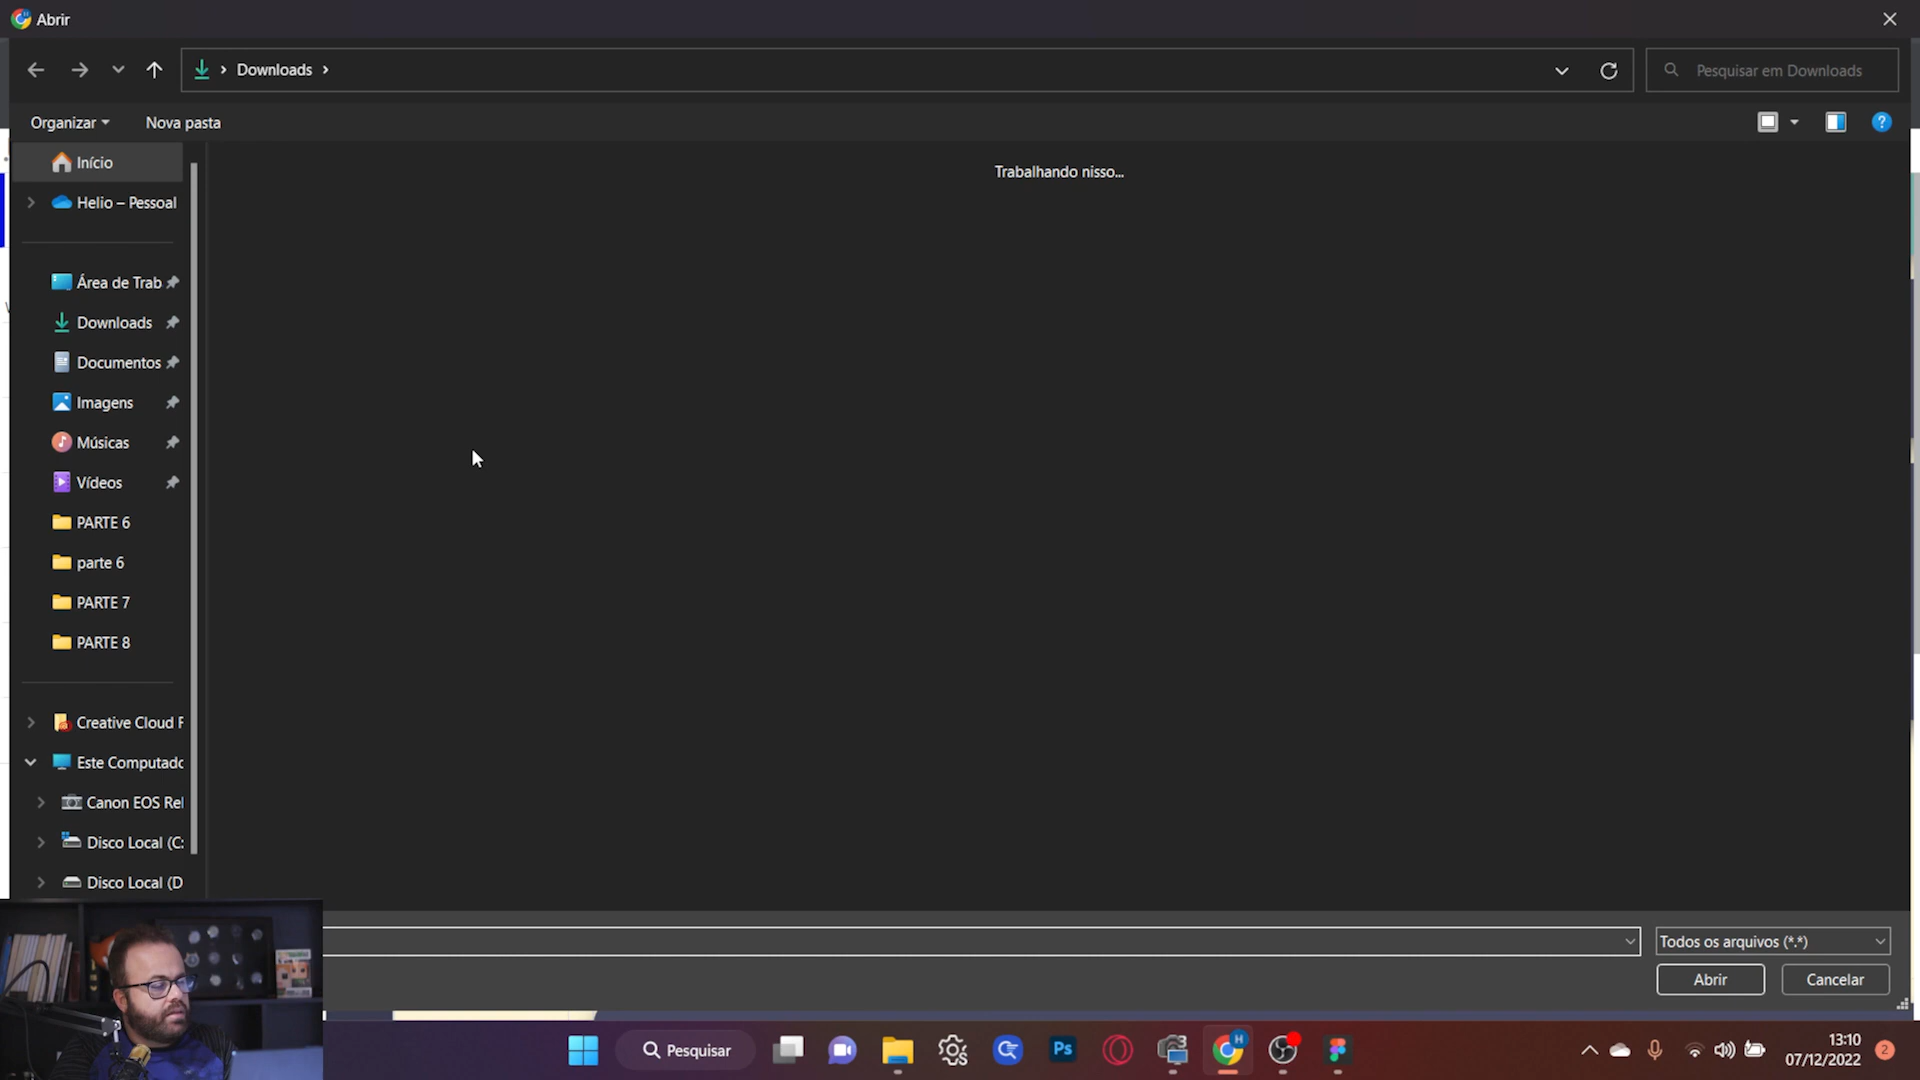 Abrir
Downloads
Pesquisar em Downloads
Organizar
Nova pasta
Início
Trabalhando nisso...
Helio – Pessoal
Área de Trab
Downloads
Documentos
Imagens
Músicas
Vídeos
PARTE 6
parte 6
PARTE 7
PARTE 8
Creative Cloud F
Este Computado
Canon EOS Rel
Disco Local (C:
Disco Local (D
Todos os arquivos (*.*)
Abrir
Cancelar
Pesquisar
Ps
H
13:10
07/12/2022
2